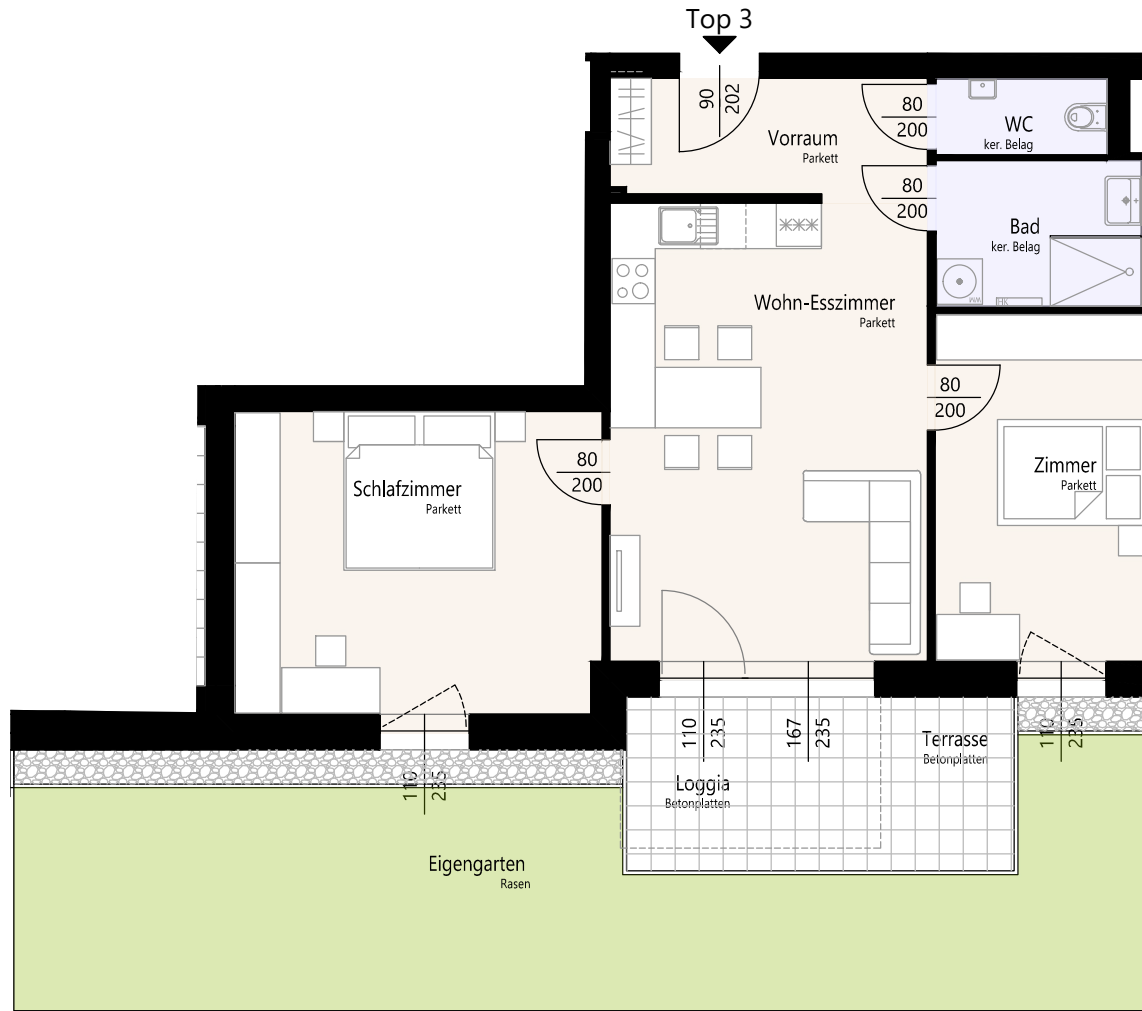 Top 3
90
202
Vorraum
Parkett
80
200
WC
ker. Belag
80
200
Bad
ker. Belag
WM
HK
Wohn-Esszimmer
Parkett
80
200
80
200
Schlafzimmer
Parkett
Zimmer
Parkett
110
235
110
235
167
235
110
235
Terrasse
Betonplatten
Loggia
Betonplatten
Eigengarten
Rasen